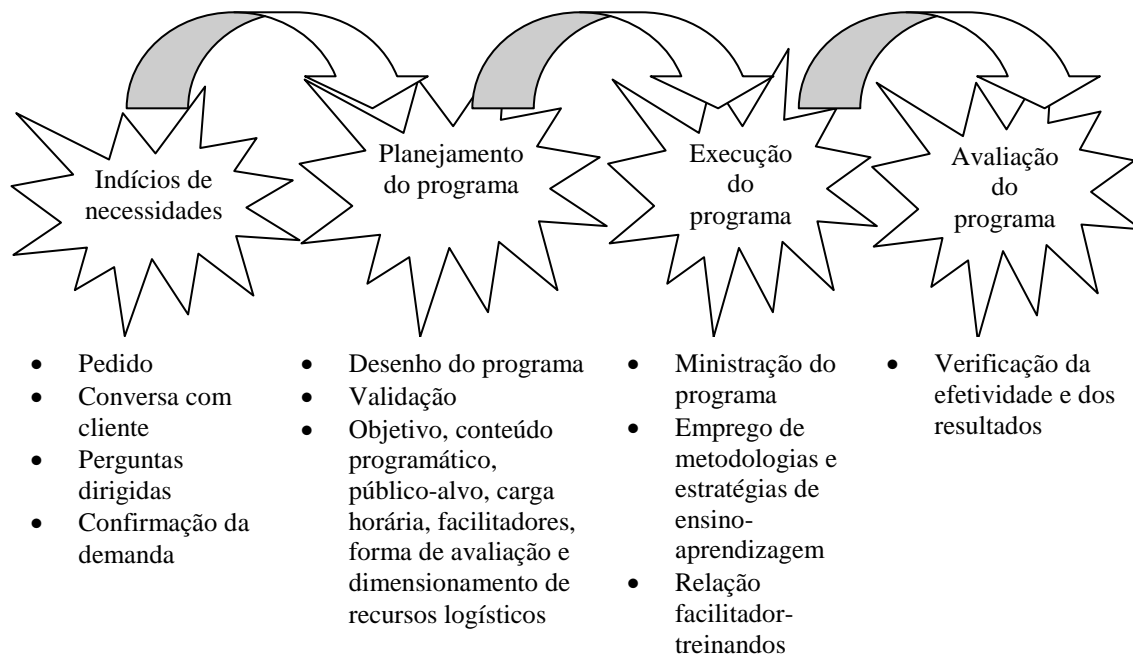 Indícios de
necessidades
Planejamento
do programa
Execução
do
programa
Avaliação
do
programa
• Pedido
• Conversa com
cliente
• Perguntas
dirigidas
• Confirmação da
demanda
• Desenho do programa
• Validação
• Objetivo, conteúdo
programático,
público-alvo, carga
horária, facilitadores,
forma de avaliação e
dimensionamento de
recursos logísticos
• Ministração do
programa
• Emprego de
metodologias e
estratégias de
ensino-
aprendizagem
• Relação
facilitador-
treinandos
• Verificação da
efetividade e dos
resultados